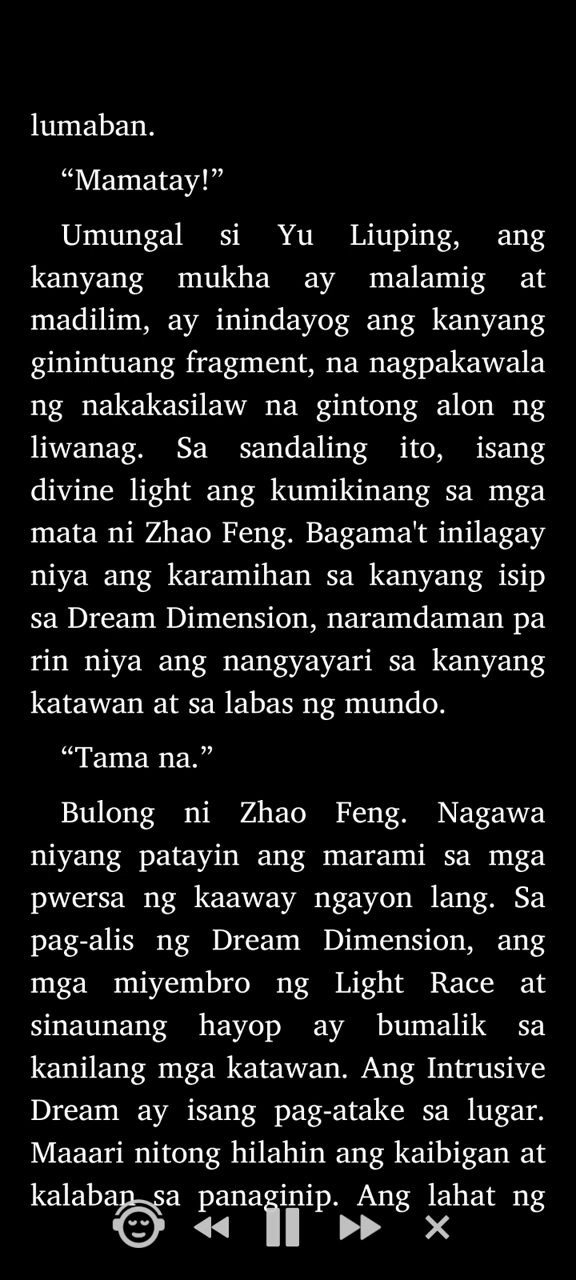 lumaban.
“Mamatay!”
Umungal si Yu Liuping, ang
kanyang mukha ay malamig at
madilim, ay inindayog ang kanyang
ginintuang fragment, na nagpakawala
ng nakakasilaw na gintong alon ng
liwanag. Sa sandaling ito, isang
divine light ang kumikinang sa mga
mata ni Zhao Feng. Bagama't inilagay
niya ang karamihan sa kanyang isip
sa Dream Dimension, naramdaman pa
rin niya ang nangyayari sa kanyang
katawan at sa labas ng mundo.
“Tama na.”
Bulong ni Zhao Feng. Nagawa
niyang patayin ang marami sa mga
pwersa ng kaaway ngayon lang. Sa
pag-alis ng Dream Dimension, ang
mga miyembro ng Light Race at
sinaunang hayop ay bumalik sa
kanilang mga katawan. Ang Intrusive
Dream ay isang pag-atake sa lugar.
Maaari nitong hilahin ang kaibigan at
kalaban sa panaginip. Ang lahat ng